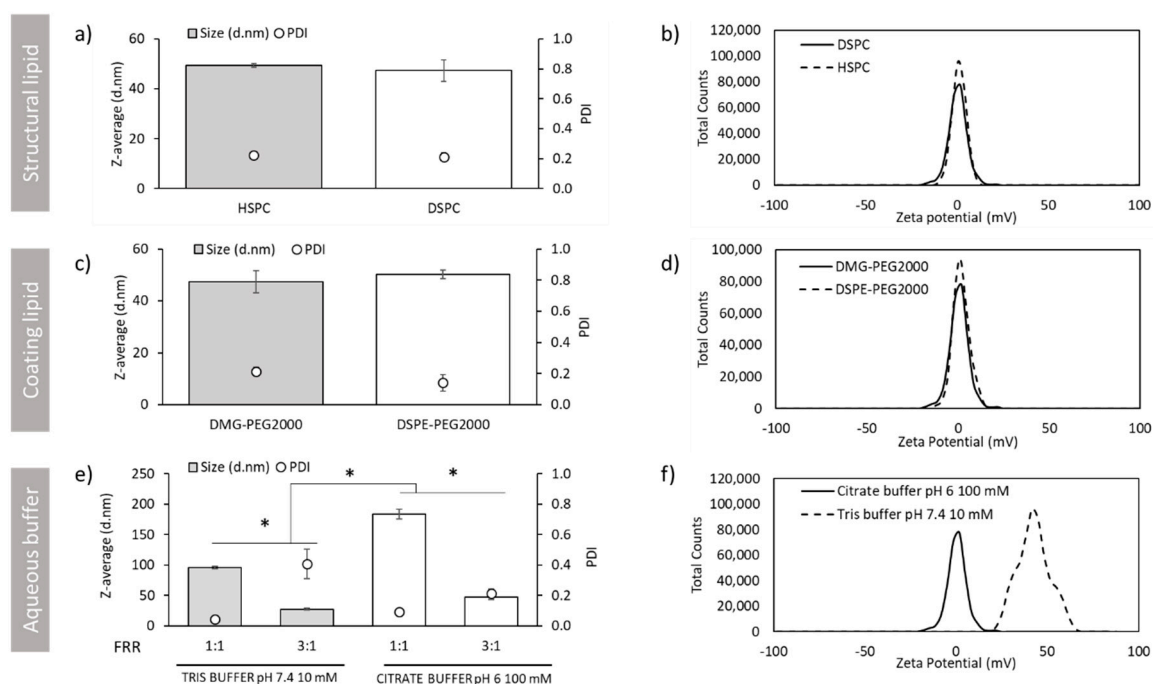 Structural lipid
a)
Size (d.nm) PDI
Z-average (d.nm)
60
40
20
0
1.0
0.8
0.6
0.4
0.2
0.0
PDI
HSPC DSPC
b)
DSPC
HSPC
Total Counts
120,000
100,000
80,000
60,000
40,000
20,000
0
-100 -50 0 50 100
Zeta potential (mV)
Coating lipid
c)
Size (d.nm) PDI
Z-average (d.nm)
60
40
20
0
1.0
0.8
0.6
0.4
0.2
0.0
PDI
DMG-PEG2000 DSPE-PEG2000
d)
DMG-PEG2000
DSPE-PEG2000
Total Counts
100,000
80,000
60,000
40,000
20,000
0
-100 -50 0 50 100
Zeta Potential (mV)
Aqueous buffer
e)
Size (d.nm) PDI
Z-average (d.nm)
250
200
150
100
50
0
1.0
0.8
0.6
0.4
0.2
0.0
PDI
* * *
FRR 1:1 3:1 1:1 3:1
TRIS BUFFER pH 7.4 10 mM CITRATE BUFFER pH 6 100 mM
f)
Citrate buffer pH 6 100 mM
Tris buffer pH 7.4 10 mM
Total Counts
120,000
100,000
80,000
60,000
40,000
20,000
0
-100 -50 0 50 100
Zeta Potential (mV)